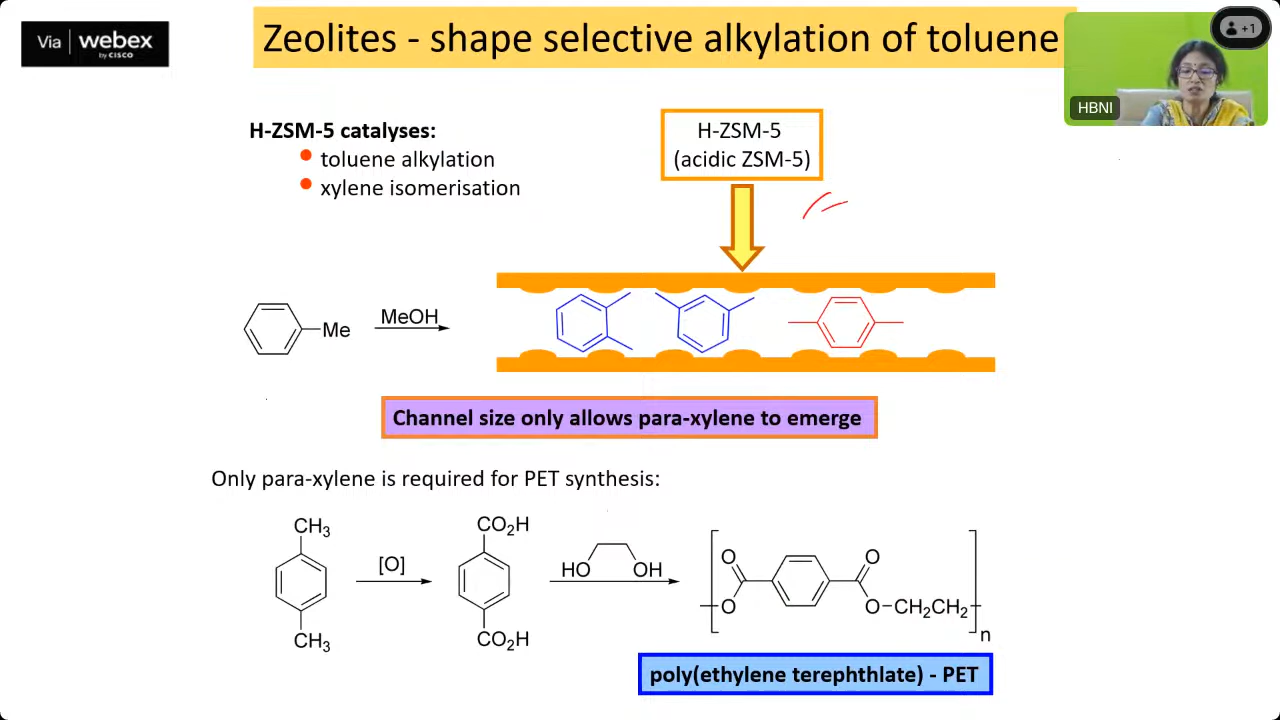 Via webex
by CISCO
Zeolites - shape selective alkylation of toluene
+1
HBNI
H-ZSM-5 catalyses:
toluene alkylation
xylene isomerisation
H-ZSM-5
(acidic ZSM-5)
Me
MeOH
Channel size only allows para-xylene to emerge
Only para-xylene is required for PET synthesis:
CH3
CH3
[O]
CO2H
CO2H
HO OH
O O
O O-CH2CH2
n
poly(ethylene terephthlate) - PET